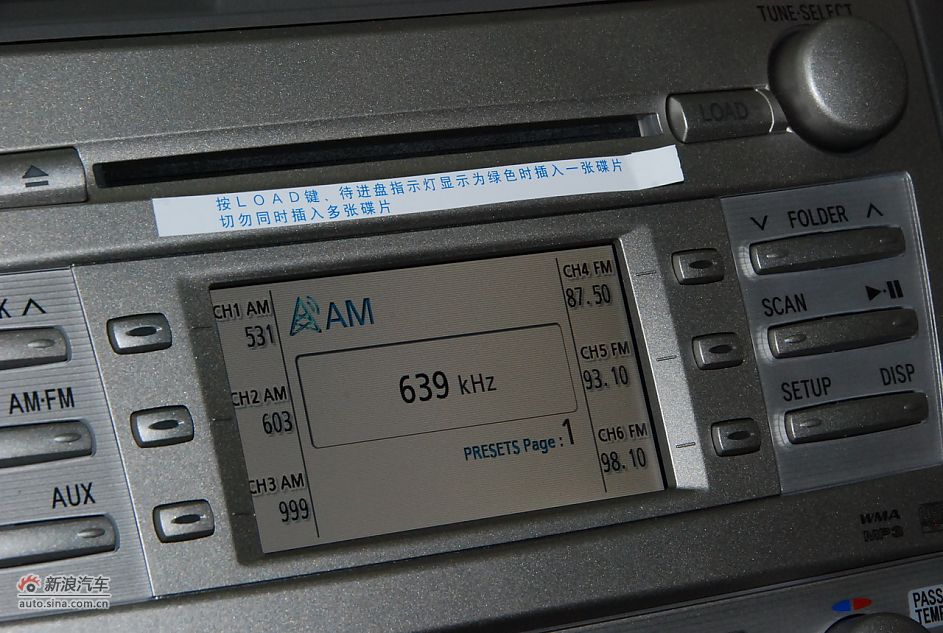 TUNE·SELECT
LOAD
按LOAD键、待进盘指示灯显示为绿色时插入一张碟片
切勿同时插入多张碟片
FOLDER
SCAN
SETUP DISP
K
AM·FM
AUX
CH1 AM
531
CH2 AM
603
CH3 AM
999
AM
639 kHz
PRESETS Page : 1
CH4 FM
87.50
CH5 FM
93.10
CH6 FM
98.10
WMA
MP3
PASS
TEMP
新浪汽车
auto.sina.com.cn